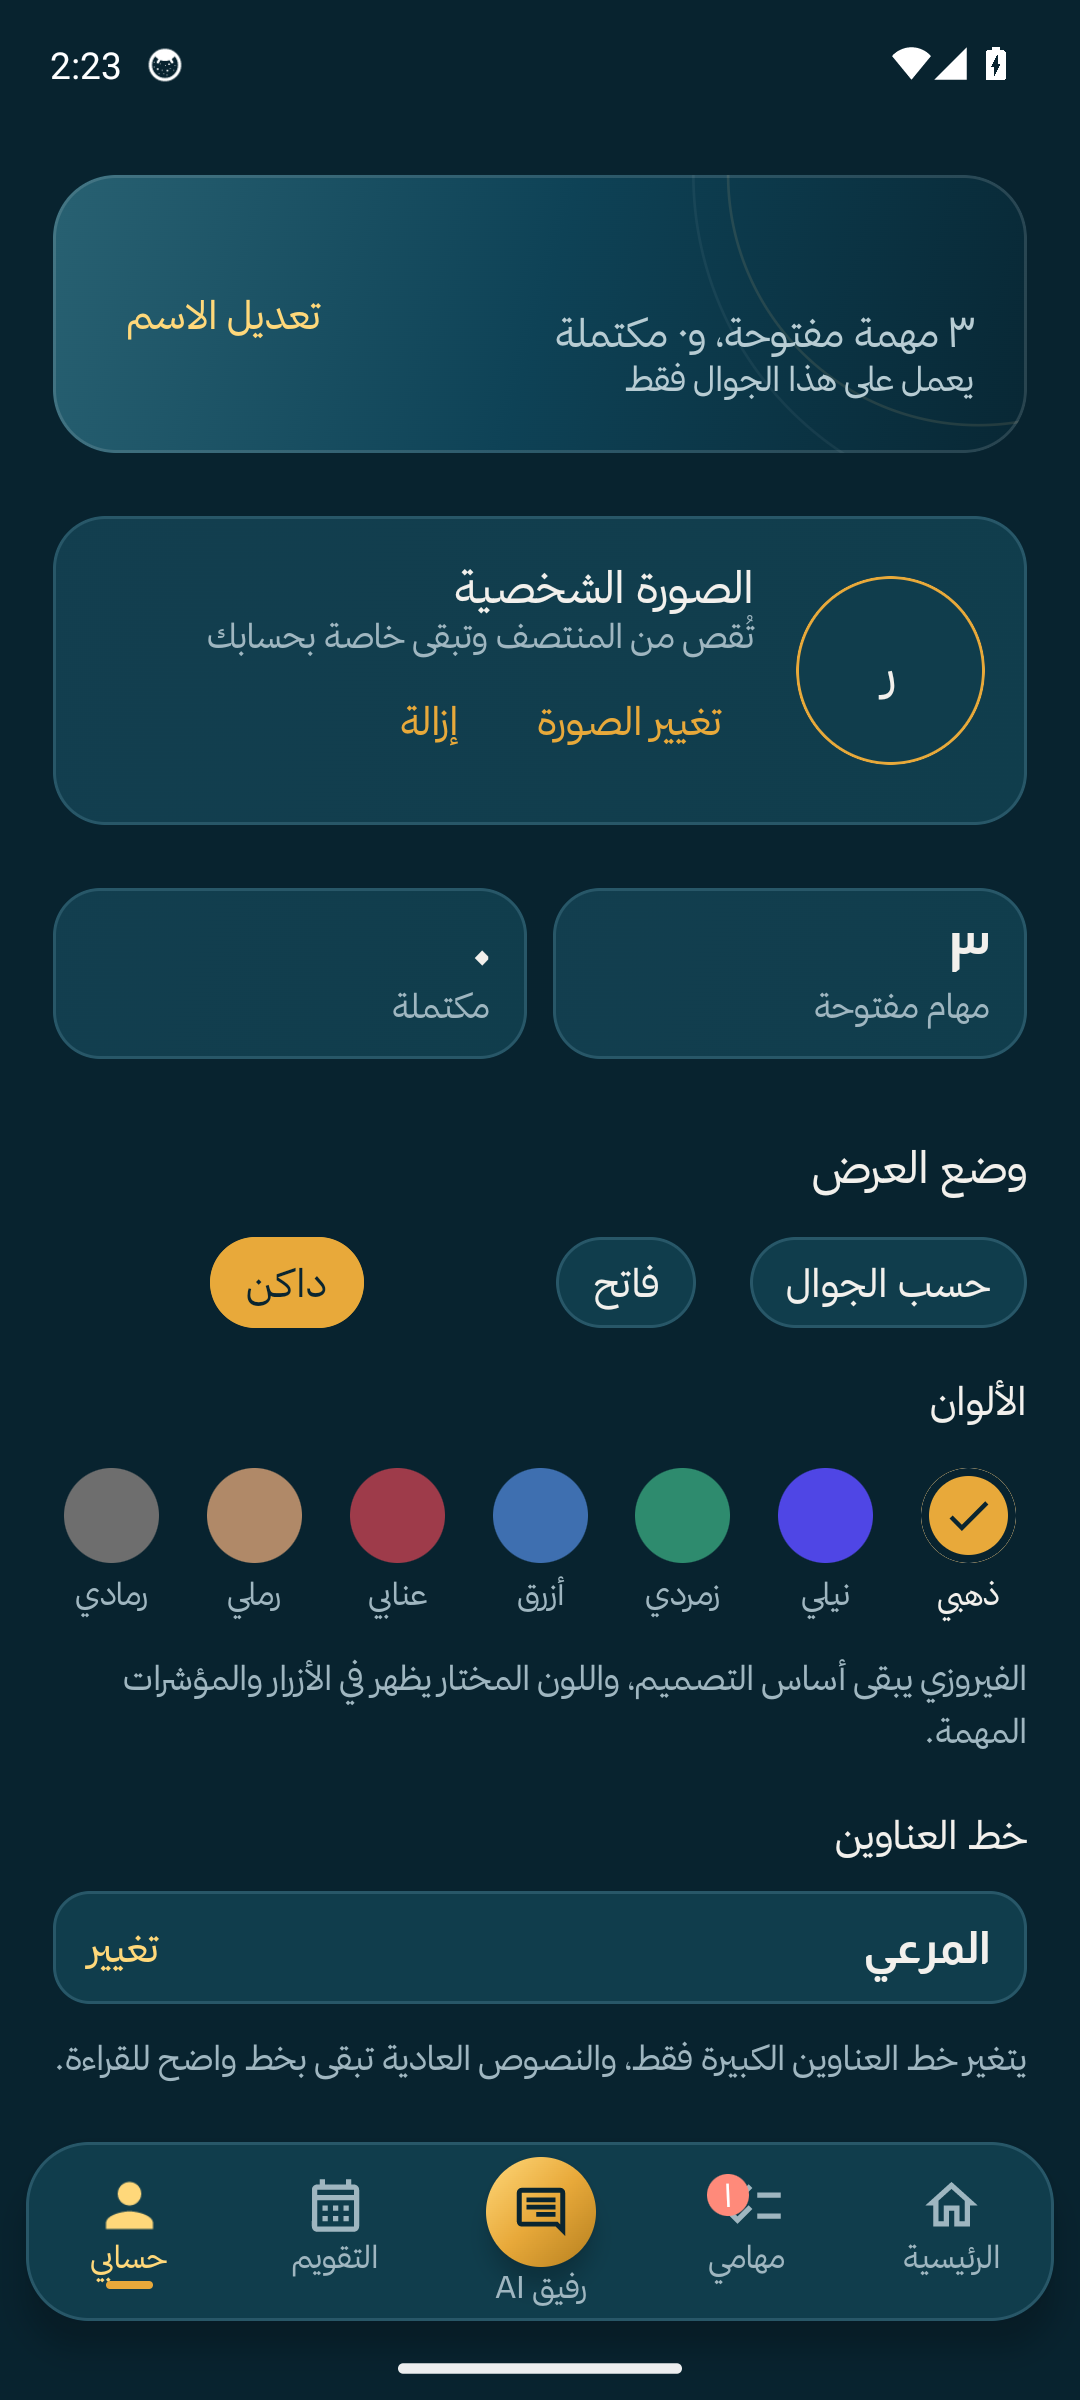 2:23
٣ مهمة مفتوحة، و٠ مكتملة
تعديل الاسم
يعمل على هذا الجوال فقط
الصورة الشخصية
تُقص من المنتصف وتبقى خاصة بحسابك
ر
تغيير الصورة
إزالة
٣
مهام مفتوحة
٠
مكتملة
وضع العرض
حسب الجوال
فاتح
داكن
الألوان
ذهبي
نيلي
زمردي
أزرق
عنابي
رملي
رمادي
الفيروزي يبقى أساس التصميم، واللون المختار يظهر في الأزرار والمؤشرات
المهمة.
خط العناوين
المرعي
تغيير
يتغير خط العناوين الكبيرة فقط، والنصوص العادية تبقى بخط واضح للقراءة.
الرئيسية
١
مهامي
رفيق AI
التقويم
حسابي